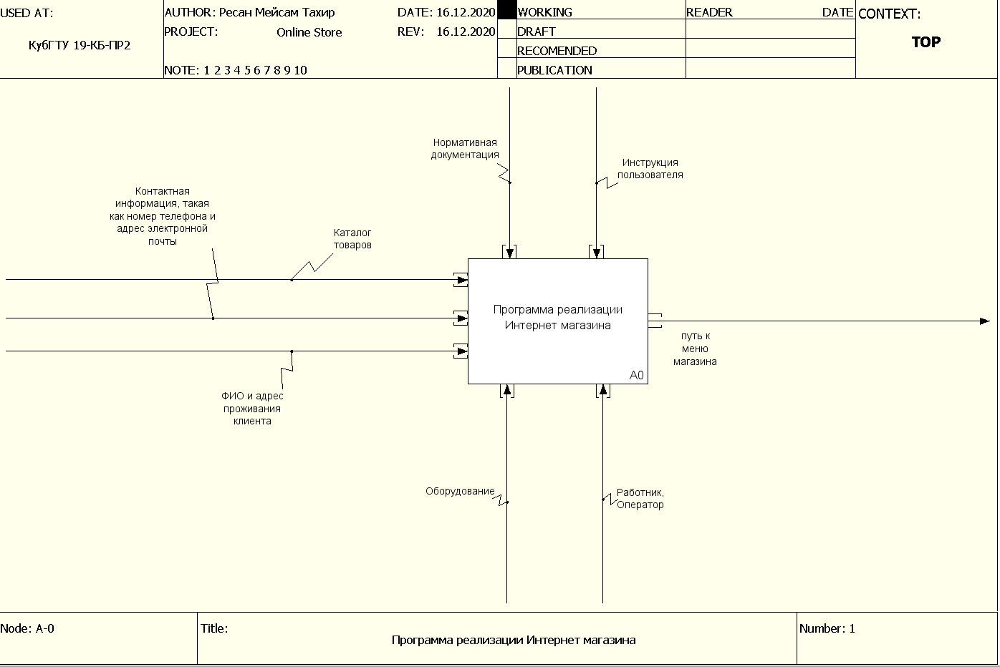 USED AT:
КубГТУ 19-КБ-ПР2
AUTHOR: Ресан Мейсам Тахир
DATE: 16.12.2020
PROJECT: Online Store
REV: 16.12.2020
NOTE: 1 2 3 4 5 6 7 8 9 10
WORKING
DRAFT
RECOMENDED
PUBLICATION
READER
DATE
CONTEXT:
TOP
Нормативная
документация
Инструкция
пользователя
Контактная
информация, такая
как номер телефона и
адрес электронной
почты
Каталог
товаров
Программа реализации
Интернет магазина
A0
путь к
меню
магазина
ФИО и адрес
проживания
клиента
Оборудование
Работник,
Оператор
Node: A-0
Title:
Программа реализации Интернет магазина
Number: 1